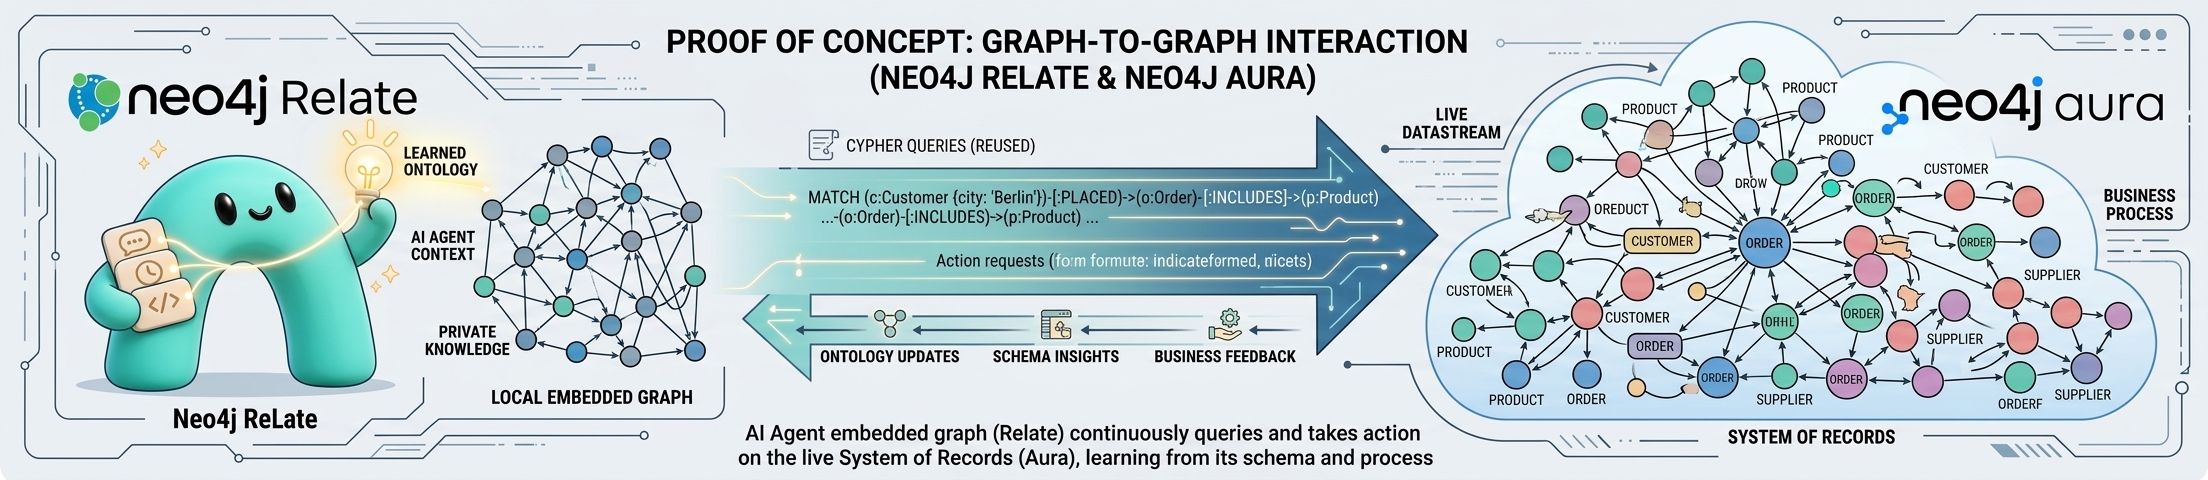 PROOF OF CONCEPT: GRAPH-TO-GRAPH INTERACTION
(NEO4J RELATE & NEO4J AURA)
neo4j Relate
LEARNED
ONTOLOGY
AI AGENT
CONTEXT
PRIVATE
KNOWLEDGE
LOCAL EMBEDDED GRAPH
Neo4j ReLate
CYPHER QUERIES (REUSED)
MATCH (c:Customer {city: 'Berlin'})-[:PLACED)->(o:Order)-[:INCLUDES]->(p:Product)
...-(o:Order)-[:INCLUDES)->(p:Product) ...
Action requests (form formute: indicateformed, nicets)
ONTOLOGY UPDATES
SCHEMA INSIGHTS
BUSINESS FEEDBACK
AI Agent embedded graph (Relate) continuously queries and takes action
on the live System of Records (Aura), learning from its schema and process
LIVE
DATASTREAM
neo4j aura
BUSINESS
PROCESS
PRODUCT
PRODUCT
PRODUCT
CUSTOMER
DROW
OREDUCT
ORDER
CUSTOMER
ORDER
ORDER
SUPPLIER
CUSTOMER
CUSTOMER
ORDER
SUPPLIER
PRODUCT
ORDER
ORDER
ORDER
PRODUCT
ORDER
SUPPLIER
ORDERF
SUPPLIER
SYSTEM OF RECORDS